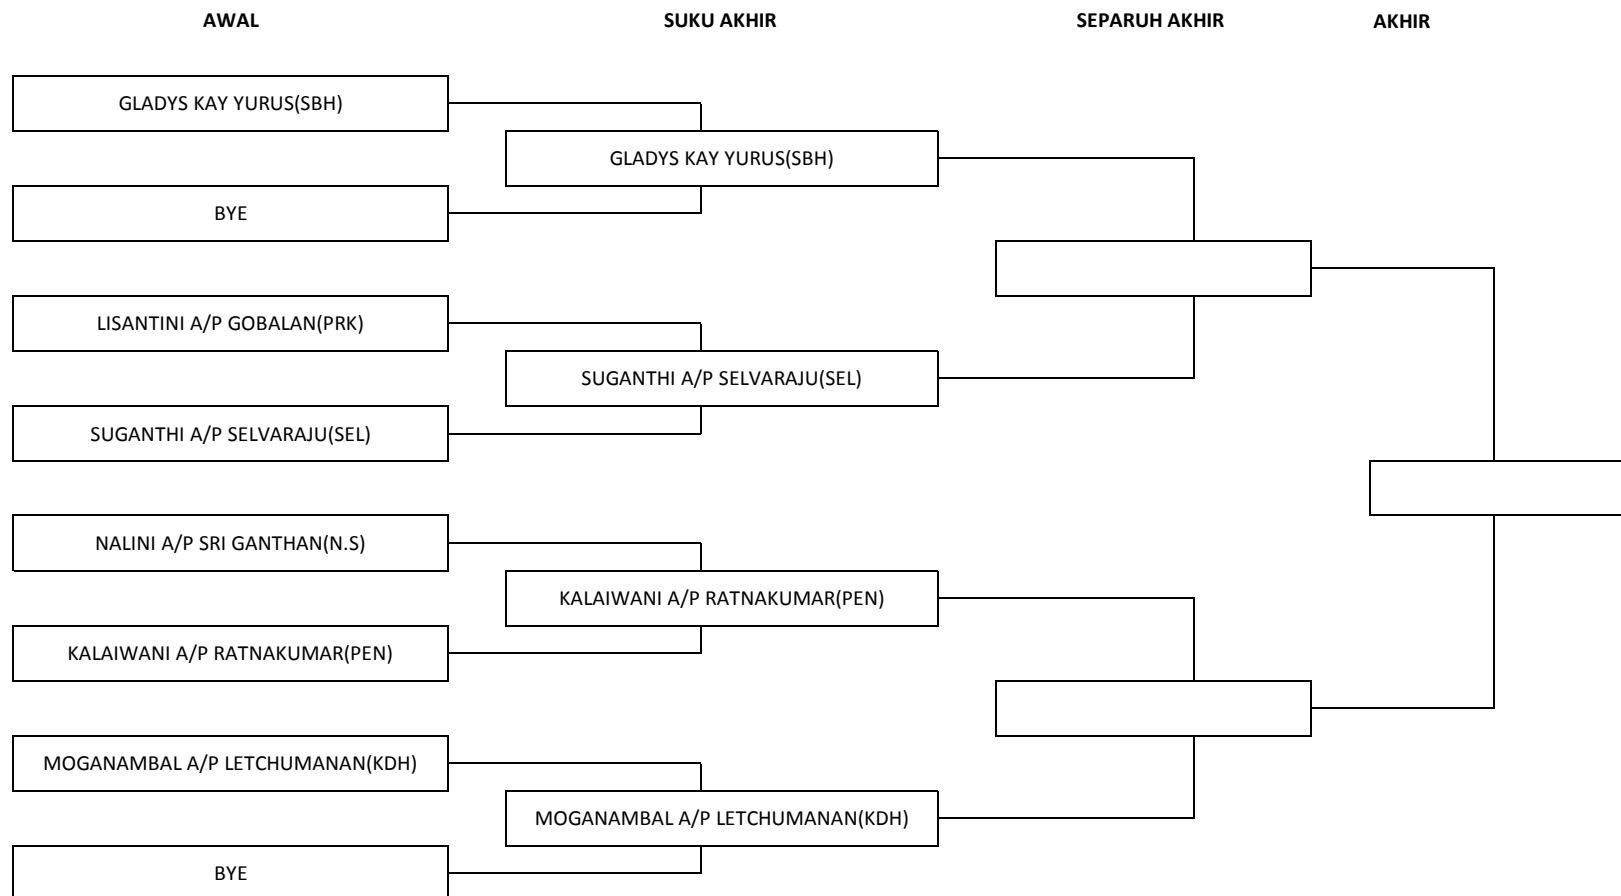 AWAL SUKU AKHIR SEPARUH AKHIR AKHIR
GLADYS KAY YURUS(SBH)
GLADYS KAY YURUS(SBH)
BYE
LISANTINI A/P GOBALAN(PRK)
SUGANTHI A/P SELVARAJU(SEL)
SUGANTHI A/P SELVARAJU(SEL)
NALINI A/P SRI GANTHAN(N.S)
KALAIWANI A/P RATNAKUMAR(PEN)
KALAIWANI A/P RATNAKUMAR(PEN)
MOGANAMBAL A/P LETCHUMANAN(KDH)
MOGANAMBAL A/P LETCHUMANAN(KDH)
BYE